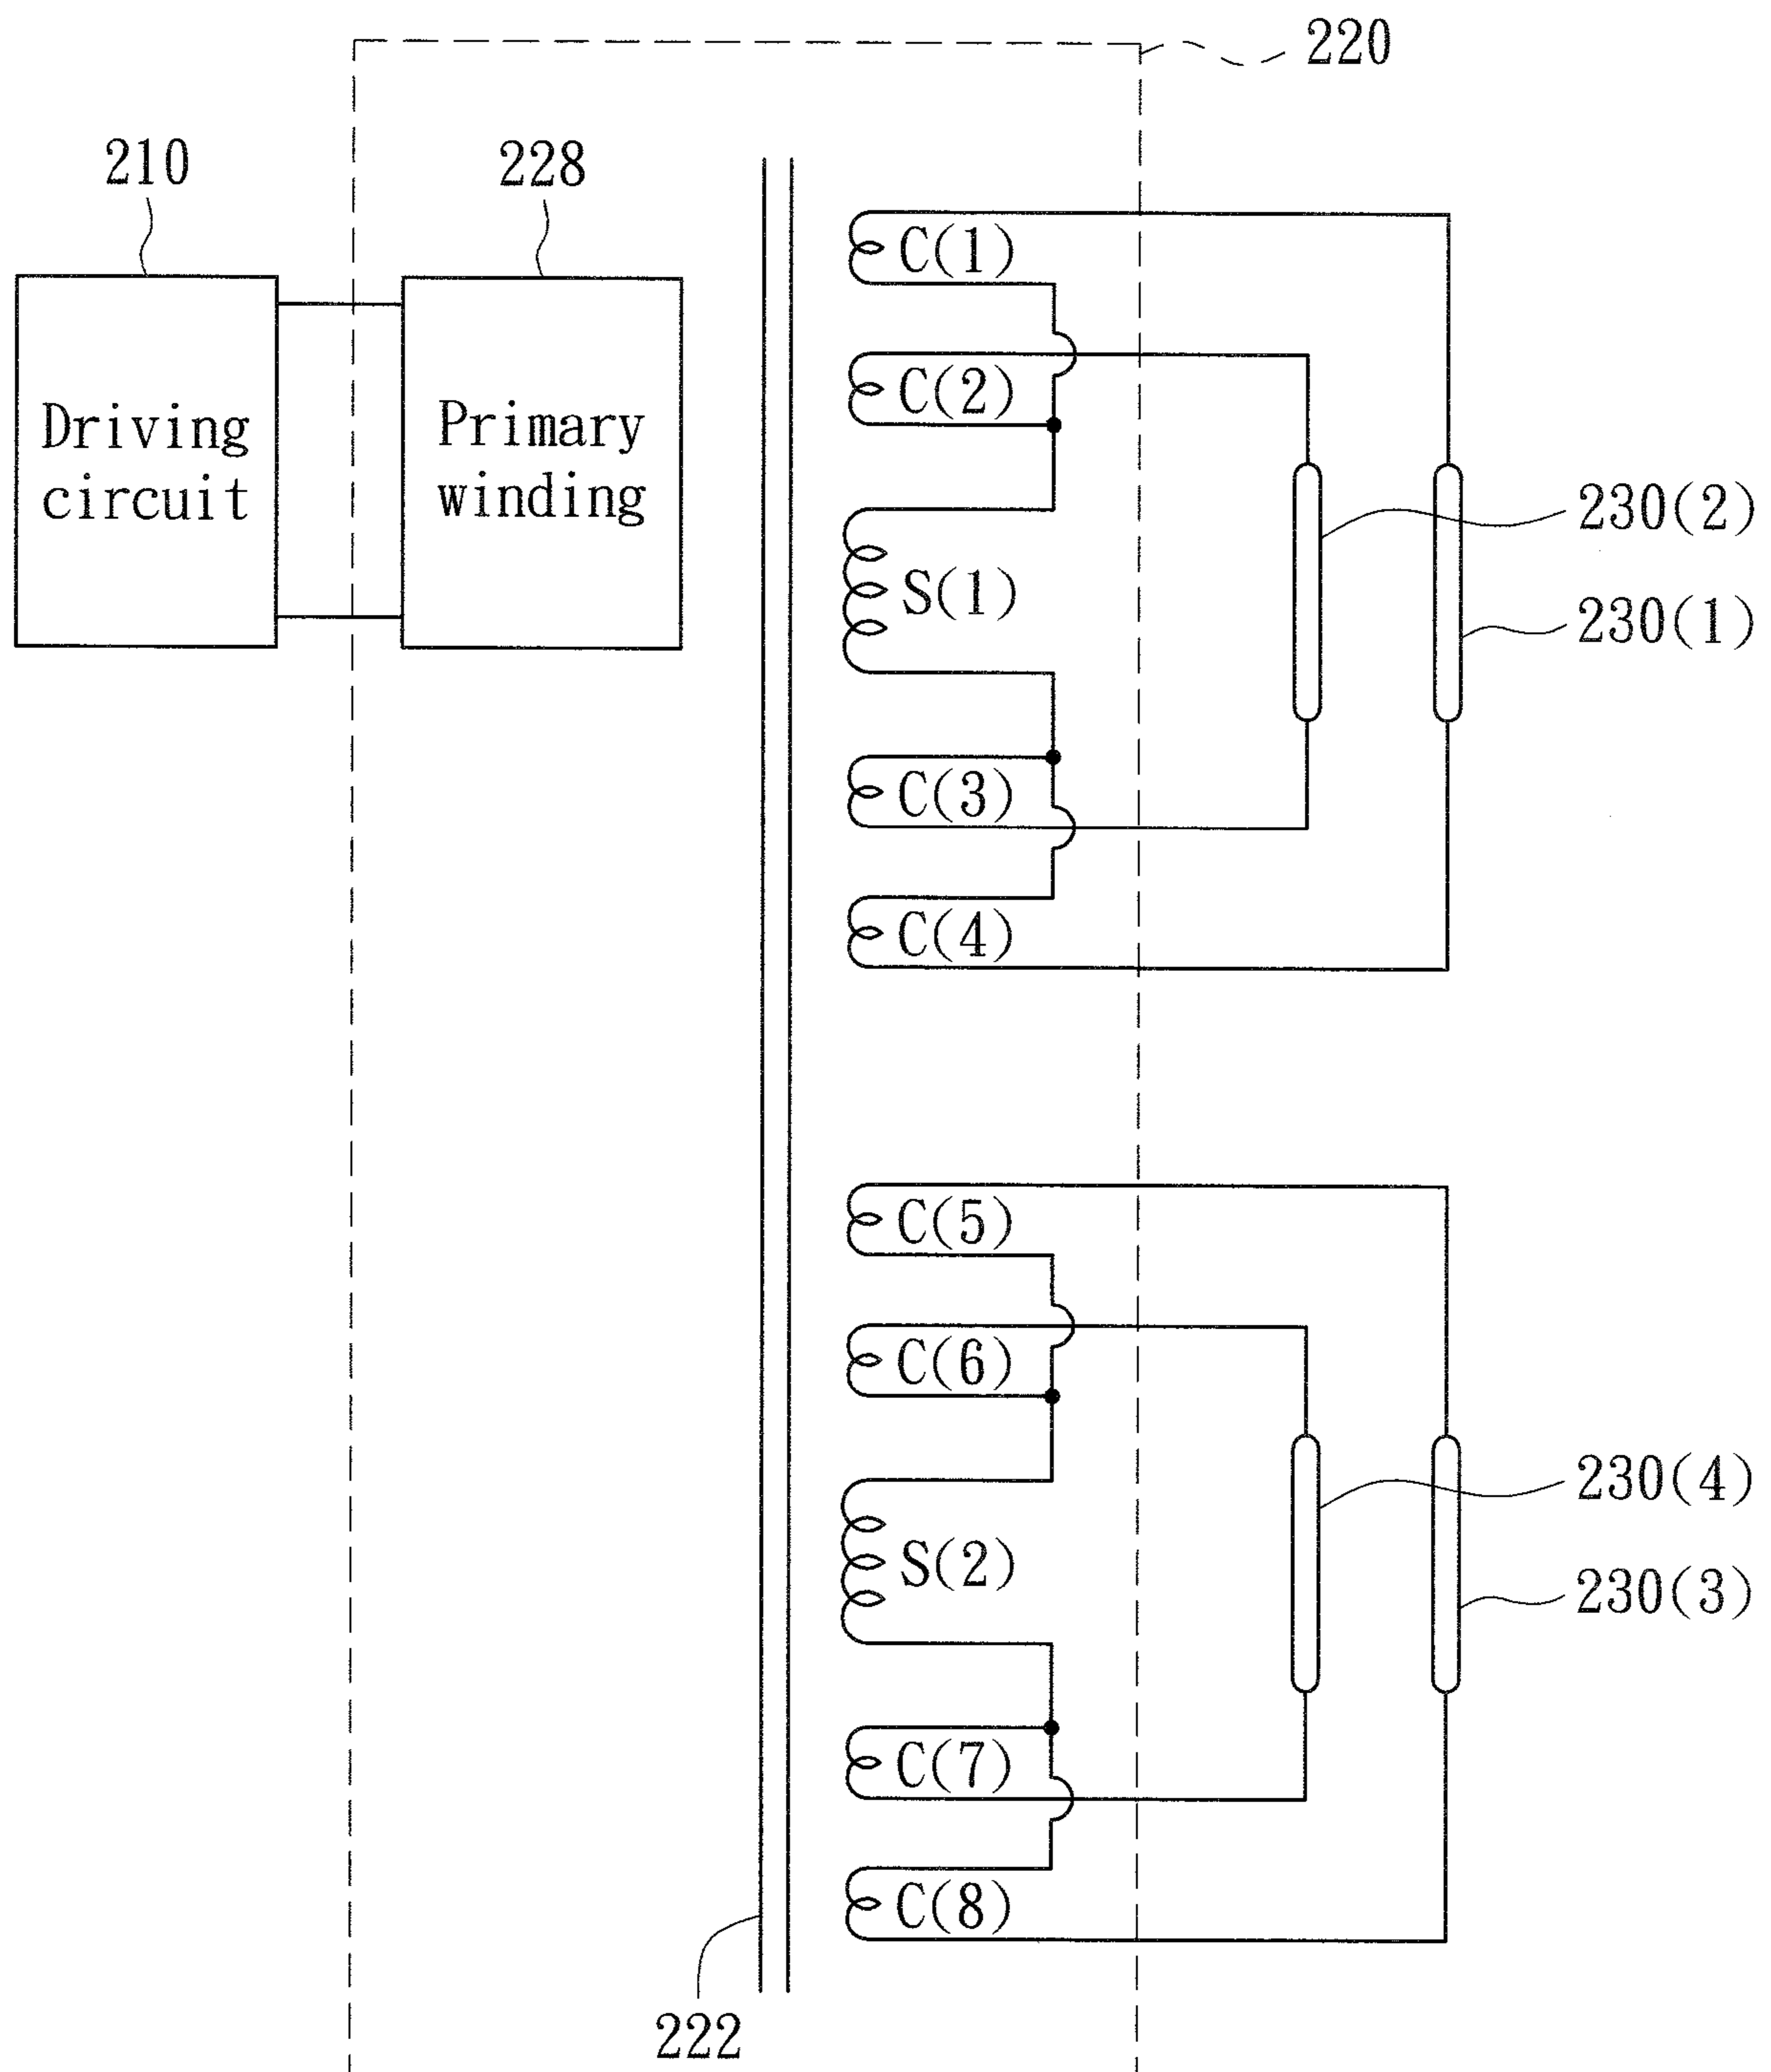 220
210
228
Driving
circuit
Primary
winding
C(1)
C(2)
S(1)
C(3)
C(4)
230(2)
230(1)
C(5)
C(6)
S(2)
C(7)
C(8)
230(4)
230(3)
222